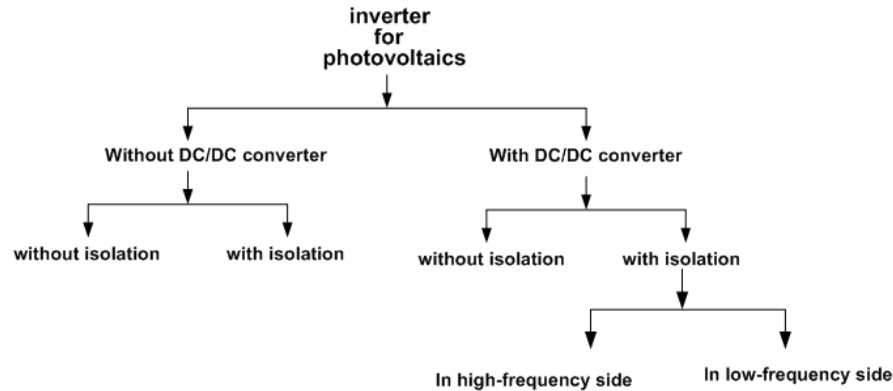 inverter
for
photovoltaics
Without DC/DC converter
With DC/DC converter
without isolation
with isolation
without isolation
with isolation
In high-frequency side
In low-frequency side